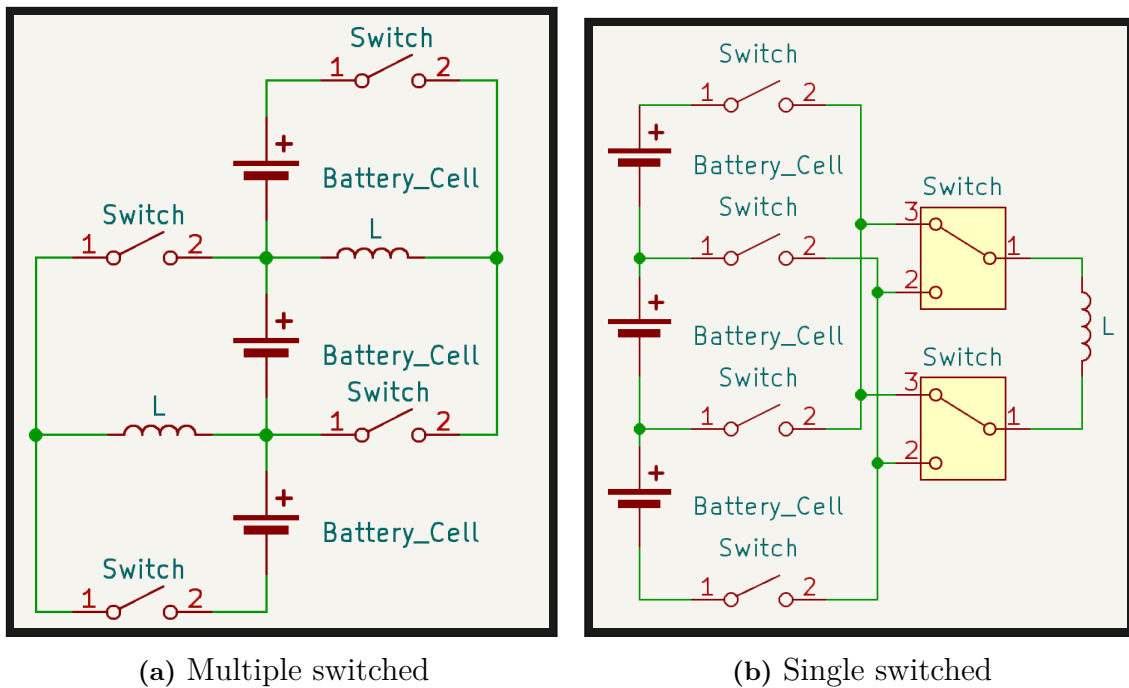 Switch
1 2
+
Battery_Cell
Switch
1 2
L
+
Battery_Cell
Switch
L
1 2
+
Battery_Cell
Switch
1 2
(a) Multiple switched
Switch
1 2
+
Battery_Cell
Switch
3
Switch
1 2
1
2
+
L
Battery_Cell
Switch
Switch
3
1 2
1
2
+
Battery_Cell
Switch
1 2
(b) Single switched